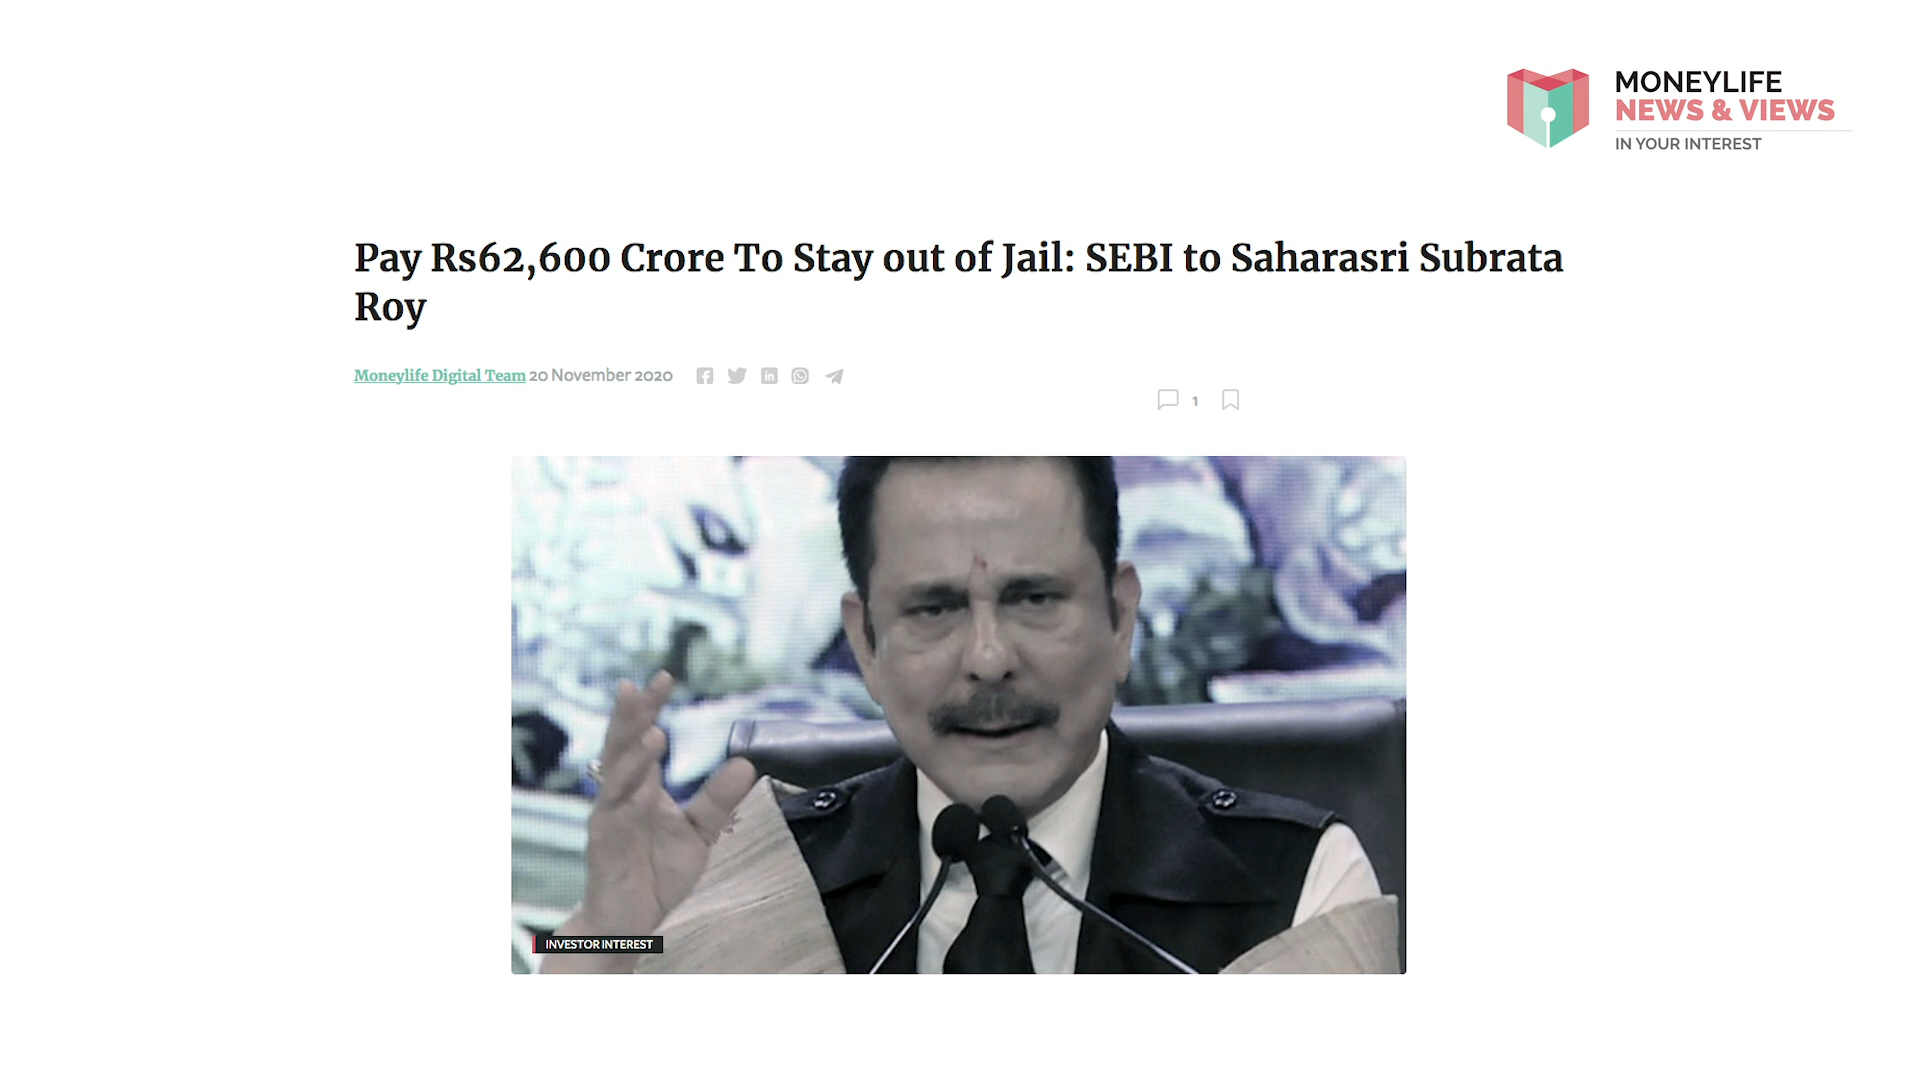 MONEYLIFE
NEWS & VIEWS
IN YOUR INTEREST
Pay Rs62,600 Crore To Stay out of Jail: SEBI to Saharasri Subrata
Roy
Moneylife Digital Team 20 November 2020
1
INVESTOR INTEREST